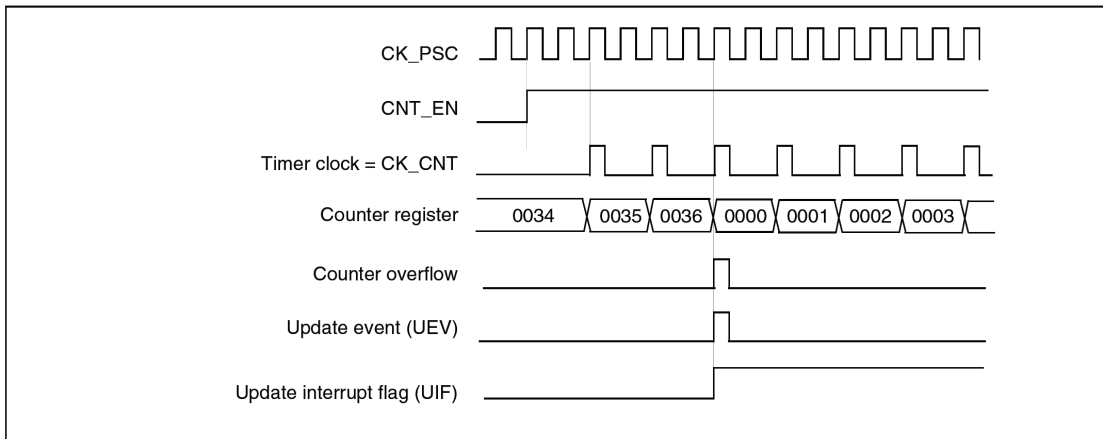 CK_PSC
CNT_EN
Timer clock = CK_CNT
Counter register
0034 0035 0036 0000 0001 0002 0003
Counter overflow
Update event (UEV)
Update interrupt flag (UIF)